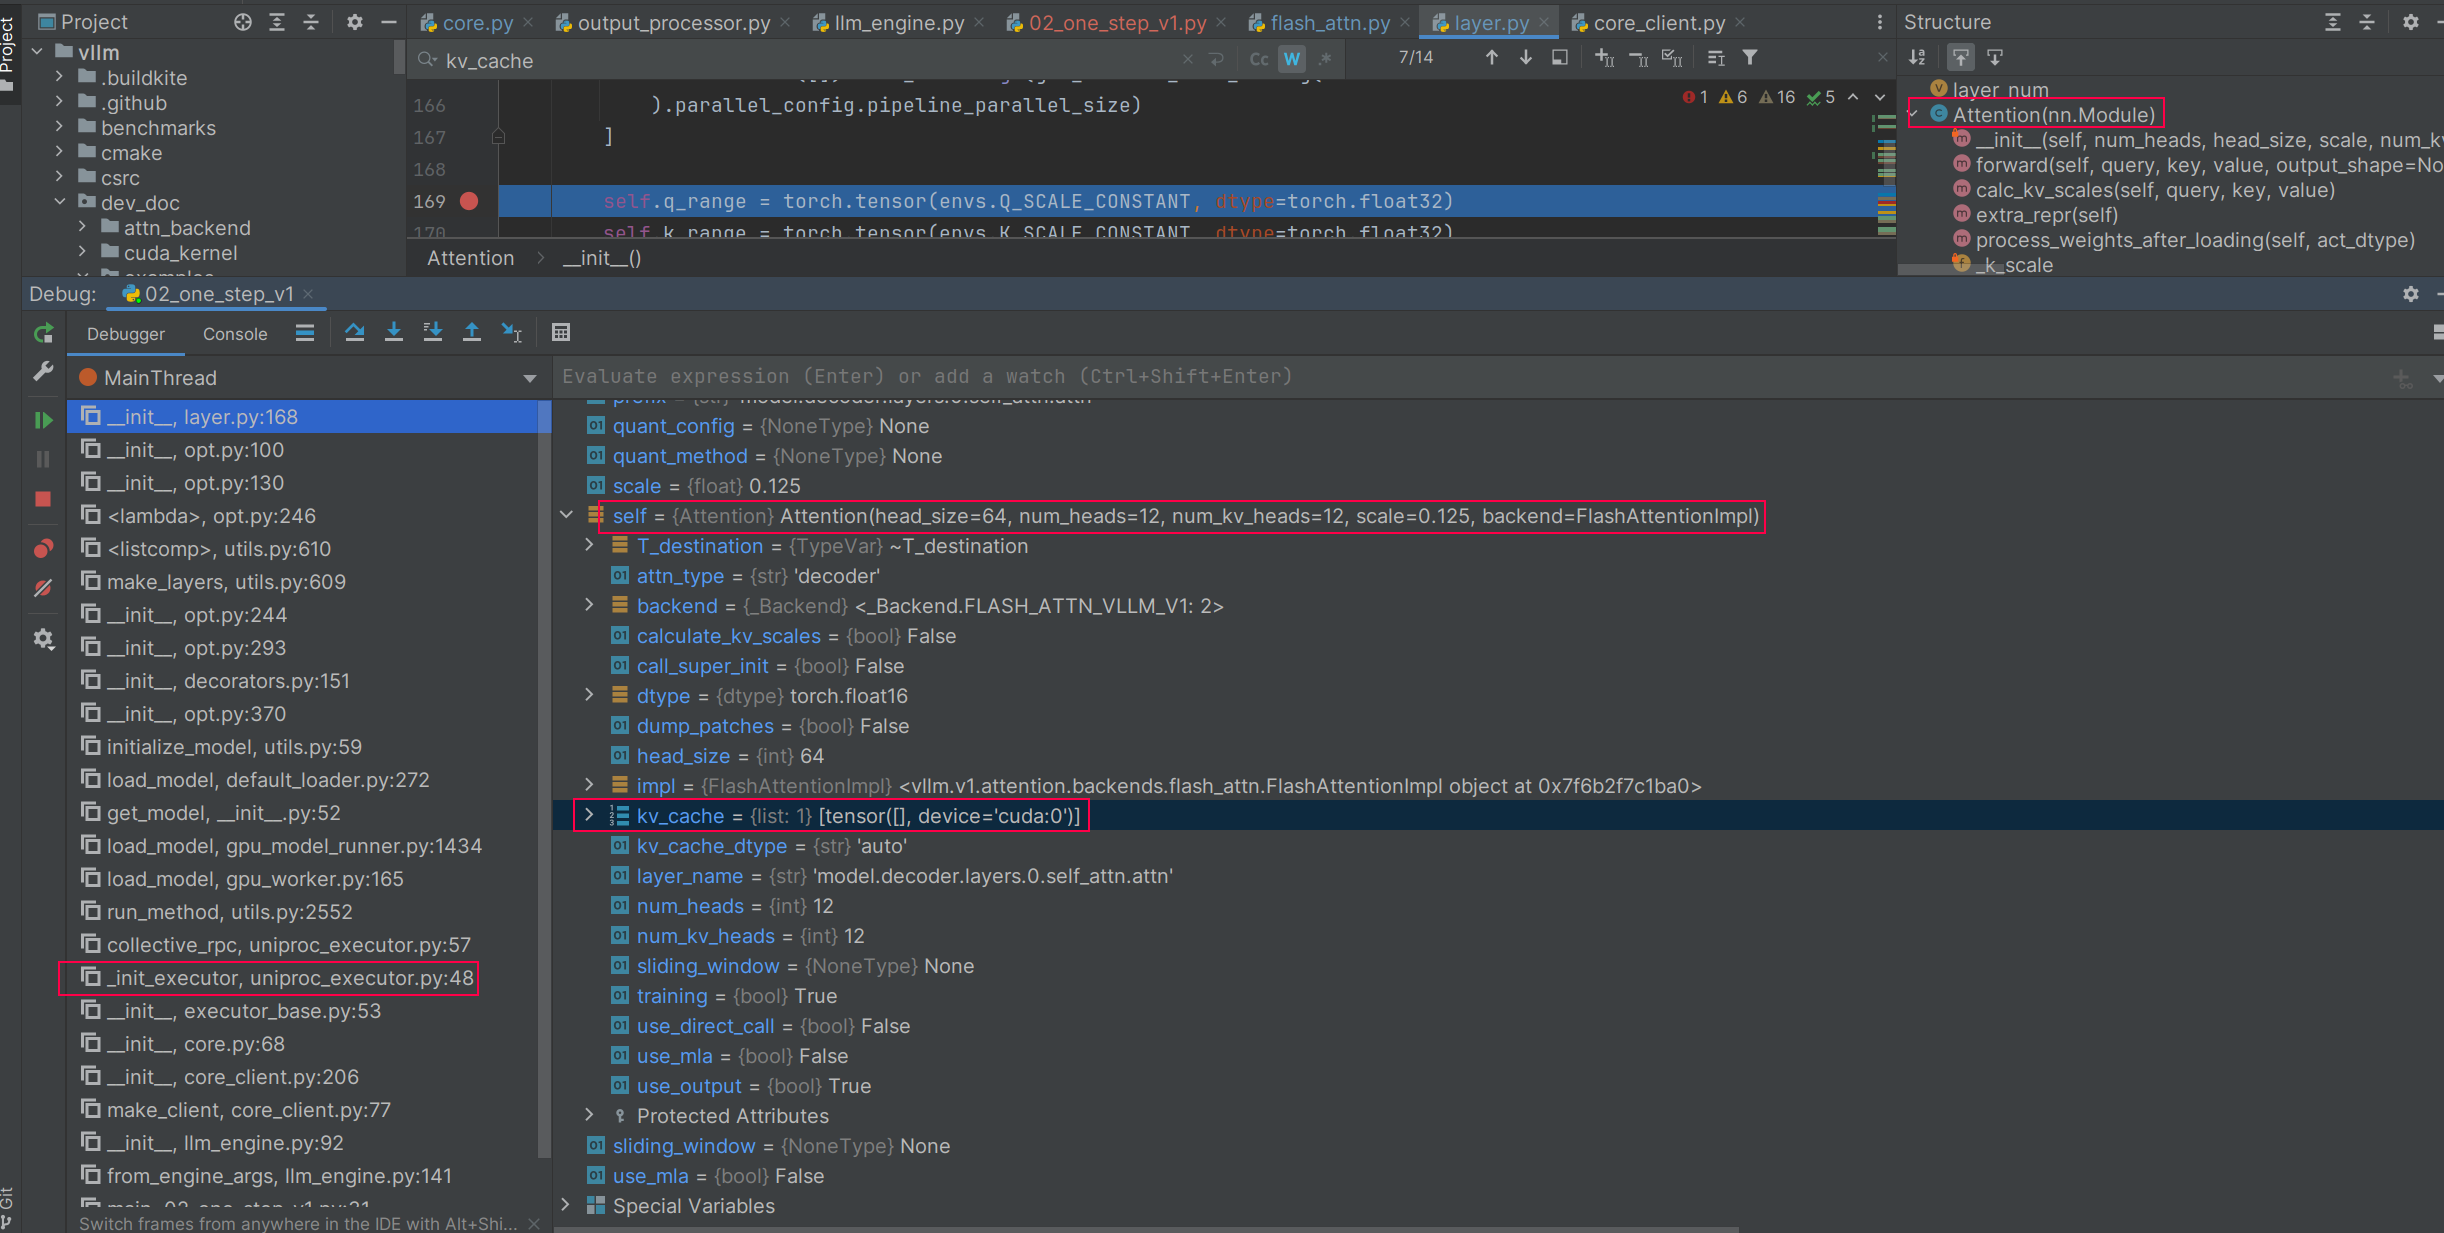 Project
Project
core.py
output_processor.py
llm_engine.py
02_one_step_v1.py
flash_attn.py
layer.py
core_client.py
Structure
vllm
.buildkite
.github
benchmarks
cmake
csrc
dev_doc
attn_backend
cuda_kernel
kv_cache
Cc
W
.*
7/14
1 6 16 5
166 ).parallel_config.pipeline_parallel_size)
167 ]
168
169 self.q_range = torch.tensor(envs.Q_SCALE_CONSTANT, dtype=torch.float32)
170 self.k_range = torch.tensor(envs.K_SCALE_CONSTANT, dtype=torch.float32)
Attention > __init__()
layer_num
Attention(nn.Module)
__init__(self, num_heads, head_size, scale, num_kv
forward(self, query, key, value, output_shape=No
calc_kv_scales(self, query, key, value)
extra_repr(self)
process_weights_after_loading(self, act_dtype)
_k_scale
Debug:
02_one_step_v1
Debugger
Console
MainThread
Evaluate expression (Enter) or add a watch (Ctrl+Shift+Enter)
__init__, layer.py:168
__init__, opt.py:100
__init__, opt.py:130
<lambda>, opt.py:246
<listcomp>, utils.py:610
make_layers, utils.py:609
__init__, opt.py:244
__init__, opt.py:293
__init__, decorators.py:151
__init__, opt.py:370
initialize_model, utils.py:59
load_model, default_loader.py:272
get_model, __init__.py:52
load_model, gpu_model_runner.py:1434
load_model, gpu_worker.py:165
run_method, utils.py:2552
collective_rpc, uniproc_executor.py:57
_init_executor, uniproc_executor.py:48
__init__, executor_base.py:53
__init__, core.py:68
__init__, core_client.py:206
make_client, core_client.py:77
__init__, llm_engine.py:92
from_engine_args, llm_engine.py:141
main, 02_one_step_v1.py:31
Switch frames from anywhere in the IDE with Alt+Shi...
prefix = {str} 'model.decoder.layers.0.self_attn.attn'
quant_config = {NoneType} None
quant_method = {NoneType} None
scale = {float} 0.125
self = {Attention} Attention(head_size=64, num_heads=12, num_kv_heads=12, scale=0.125, backend=FlashAttentionImpl)
T_destination = {TypeVar} ~T_destination
attn_type = {str} 'decoder'
backend = {_Backend} <_Backend.FLASH_ATTN_VLLM_V1: 2>
calculate_kv_scales = {bool} False
call_super_init = {bool} False
dtype = {dtype} torch.float16
dump_patches = {bool} False
head_size = {int} 64
impl = {FlashAttentionImpl} <vllm.v1.attention.backends.flash_attn.FlashAttentionImpl object at 0x7f6b2f7c1ba0>
kv_cache = {list: 1} [tensor([], device='cuda:0')]
kv_cache_dtype = {str} 'auto'
layer_name = {str} 'model.decoder.layers.0.self_attn.attn'
num_heads = {int} 12
num_kv_heads = {int} 12
sliding_window = {NoneType} None
training = {bool} True
use_direct_call = {bool} False
use_mla = {bool} False
use_output = {bool} True
Protected Attributes
sliding_window = {NoneType} None
use_mla = {bool} False
Special Variables
Git